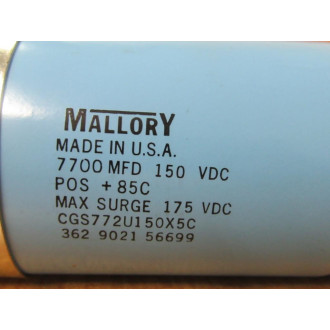 MALLORY
MADE IN U.S.A.
7700 MFD 150 VDC
POS + 85C
MAX SURGE 175 VDC
CGS772U150X5C
362 9021 56699